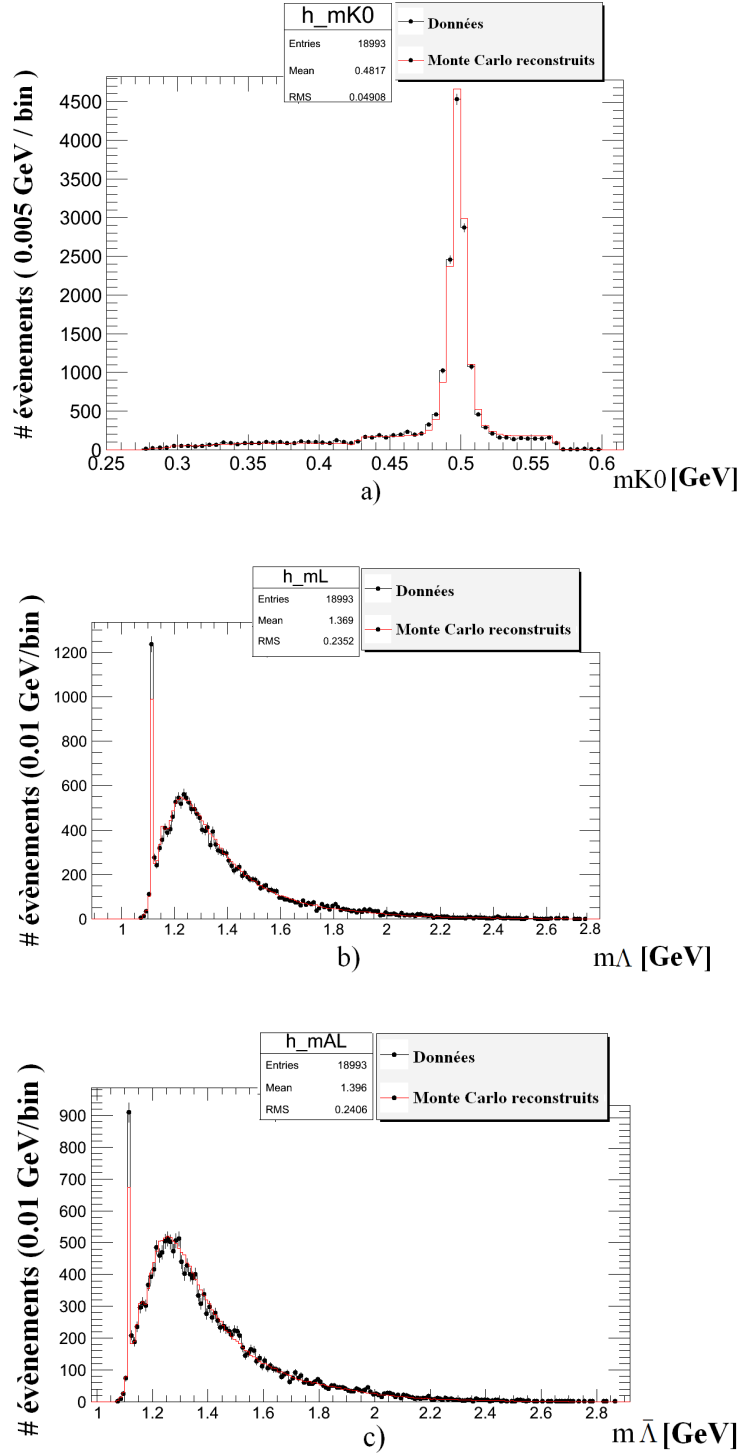 h_mK0
Entries 18993
Mean 0.4817
RMS 0.04908
Données
Monte Carlo reconstruits
# évènements ( 0.005 GeV / bin )
4500
4000
3500
3000
2500
2000
1500
1000
500
0
0.25 0.3 0.35 0.4 0.45 0.5 0.55 0.6
mK0 [GeV]
a)
h_mL
Entries 18993
Mean 1.369
RMS 0.2352
Données
Monte Carlo reconstruits
# évènements (0.01 GeV/bin)
1200
1000
800
600
400
200
0
1 1.2 1.4 1.6 1.8 2 2.2 2.4 2.6 2.8
b)
mΛ [GeV]
h_mAL
Entries 18993
Mean 1.396
RMS 0.2406
Données
Monte Carlo reconstruits
# évènements (0.01 GeV/bin)
900
800
700
600
500
400
300
200
100
0
1 1.2 1.4 1.6 1.8 2 2.2 2.4 2.6 2.8
c)
m Λ̄ [GeV]